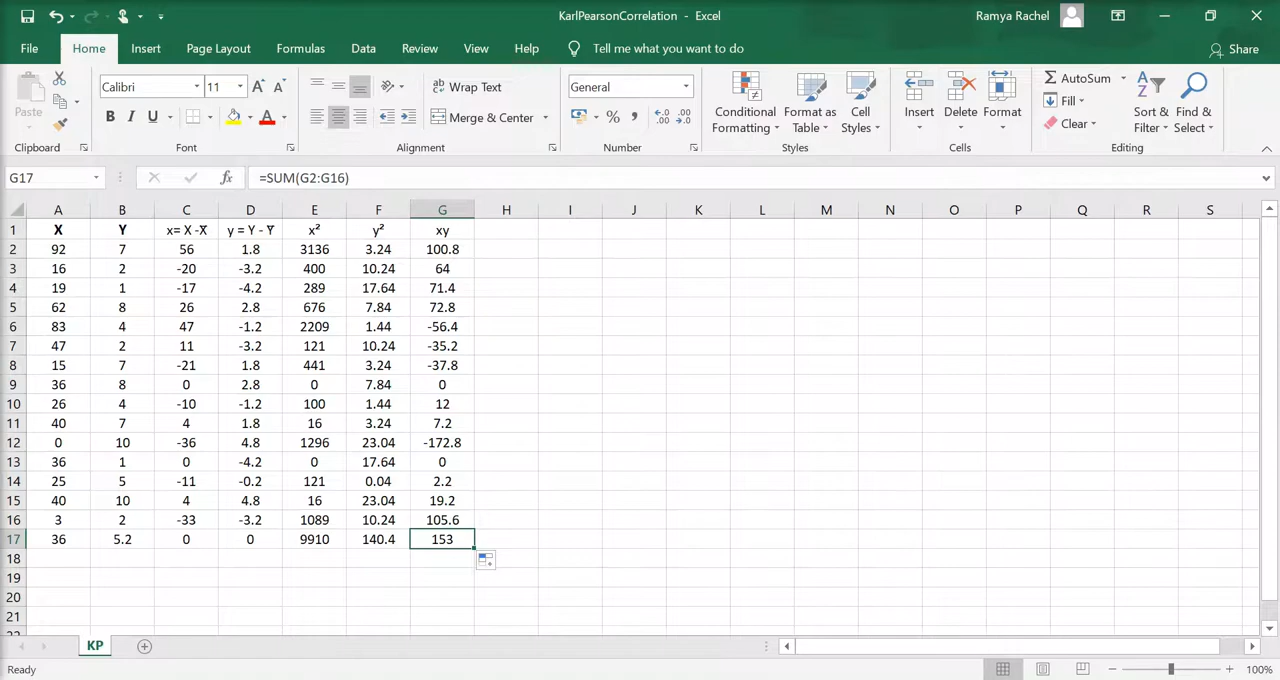 KarlPearsonCorrelation - Excel
Ramya Rachel
File Home Insert Page Layout Formulas Data Review View Help Tell me what you want to do Share
Paste
Clipboard
Calibri 11
B I U
Font
Wrap Text
Merge & Center
Alignment
General
% ,
Number
Conditional Formatting
Format as Table
Cell Styles
Styles
Insert Delete Format
Cells
AutoSum
Fill
Clear
Sort & Filter
Find & Select
Editing
G17 fx =SUM(G2:G16)
A B C D E F G H I J K L M N O P Q R S
1 X Y x= X -X̅ y = Y - Y̅ x² y² xy
2 92 7 56 1.8 3136 3.24 100.8
3 16 2 -20 -3.2 400 10.24 64
4 19 1 -17 -4.2 289 17.64 71.4
5 62 8 26 2.8 676 7.84 72.8
6 83 4 47 -1.2 2209 1.44 -56.4
7 47 2 11 -3.2 121 10.24 -35.2
8 15 7 -21 1.8 441 3.24 -37.8
9 36 8 0 2.8 0 7.84 0
10 26 4 -10 -1.2 100 1.44 12
11 40 7 4 1.8 16 3.24 7.2
12 0 10 -36 4.8 1296 23.04 -172.8
13 36 1 0 -4.2 0 17.64 0
14 25 5 -11 -0.2 121 0.04 2.2
15 40 10 4 4.8 16 23.04 19.2
16 3 2 -33 -3.2 1089 10.24 105.6
17 36 5.2 0 0 9910 140.4 153
18
19
20
21
22
KP
Ready
100%